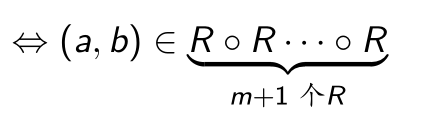 ⇔ (a, b) ∈ R ∘ R ⋯ ∘ R
m+1 个R